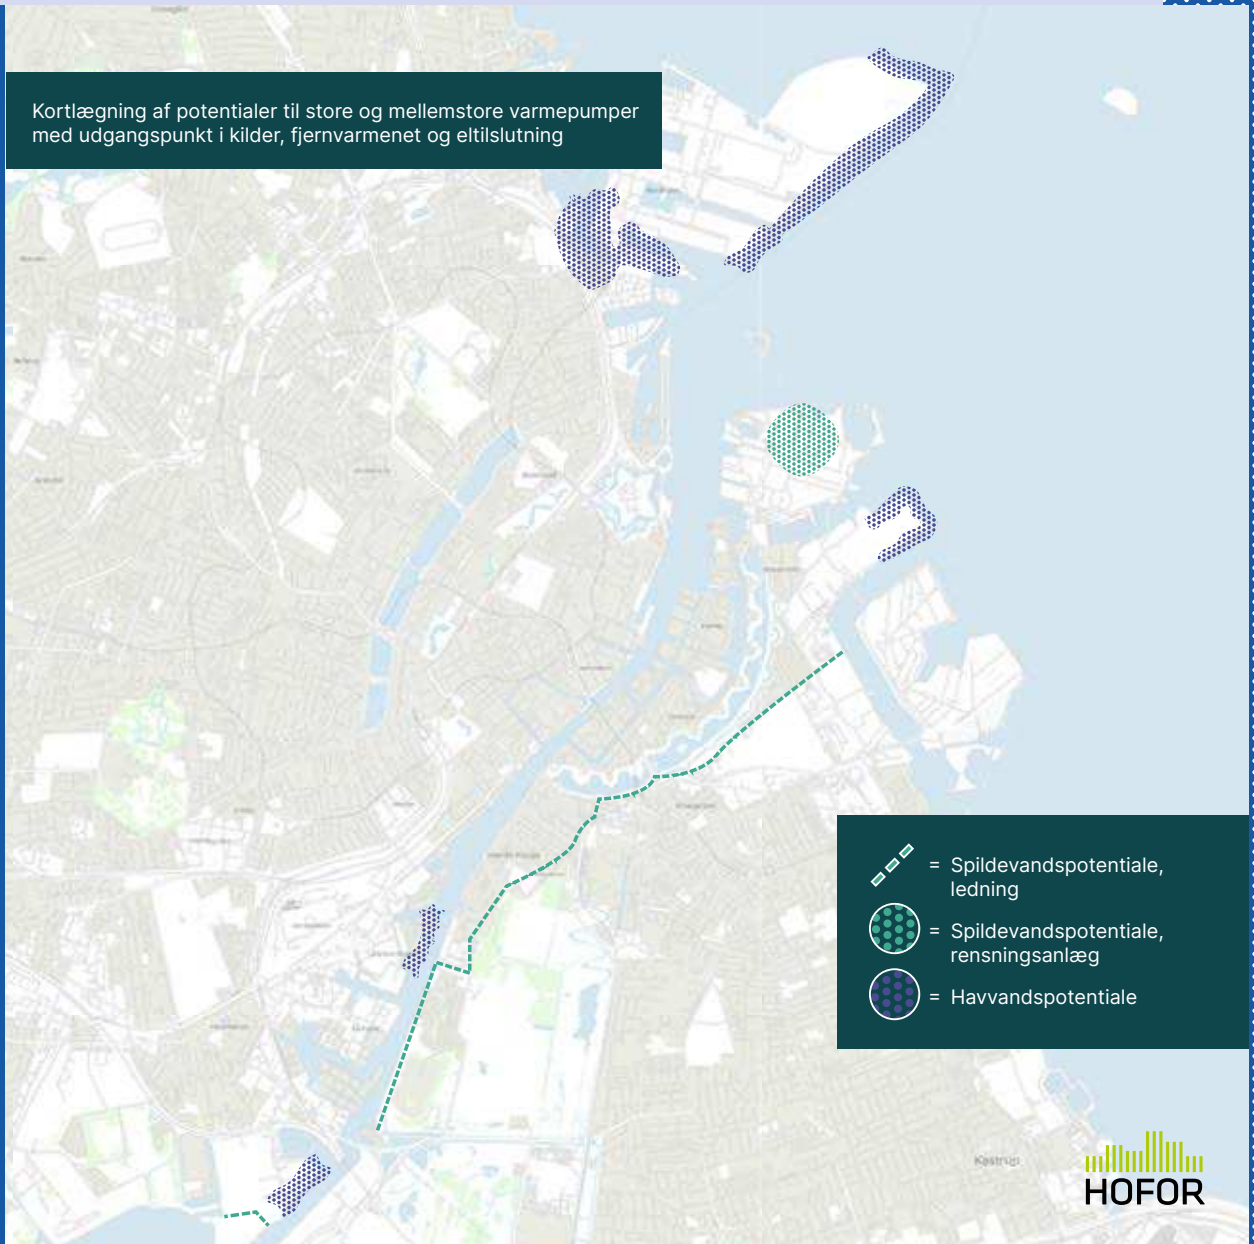 Kortlægning af potentialer til store og mellemstore varmepumper
med udgangspunkt i kilder, fjernvarmenet og eltilslutning
= Spildevandspotentiale,
ledning
= Spildevandspotentiale,
rensningsanlæg
= Havvandspotentiale
Kastrup
HOFOR